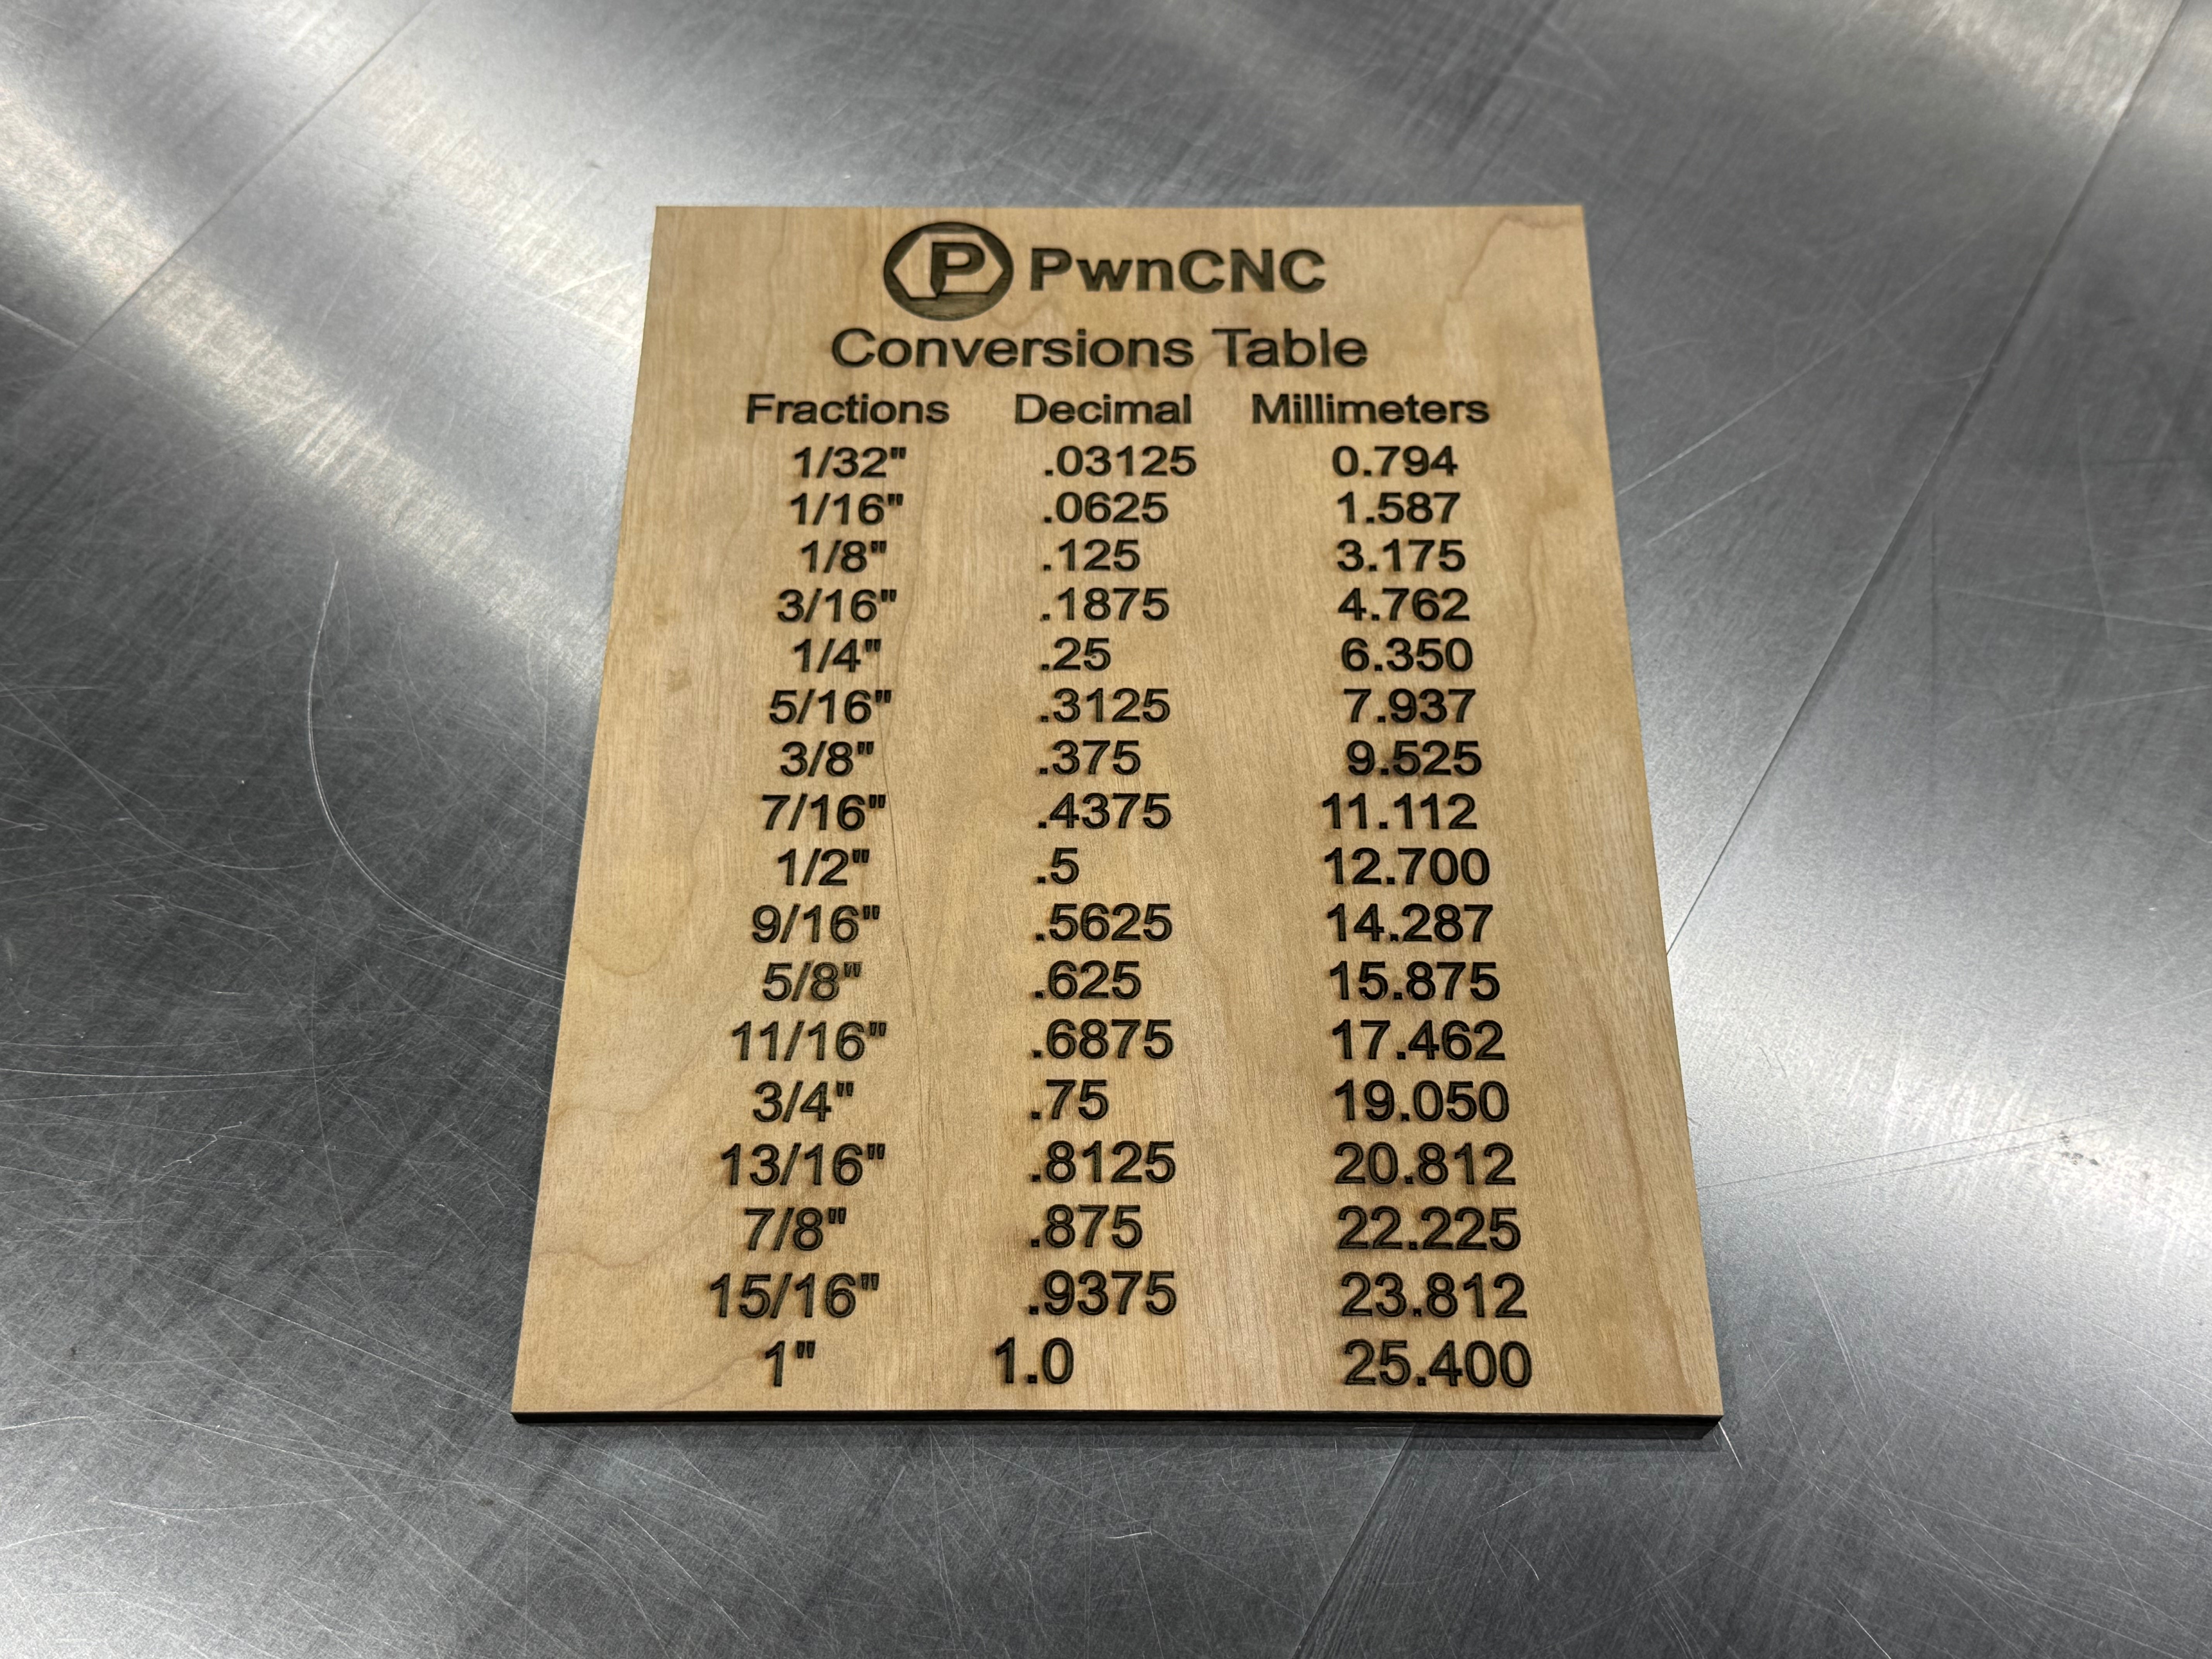 P PwnCNC
Conversions Table
Fractions Decimal Millimeters
1/32" .03125 0.794
1/16" .0625 1.587
1/8" .125 3.175
3/16" .1875 4.762
1/4" .25 6.350
5/16" .3125 7.937
3/8" .375 9.525
7/16" .4375 11.112
1/2" .5 12.700
9/16" .5625 14.287
5/8" .625 15.875
11/16" .6875 17.462
3/4" .75 19.050
13/16" .8125 20.812
7/8" .875 22.225
15/16" .9375 23.812
1" 1.0 25.400